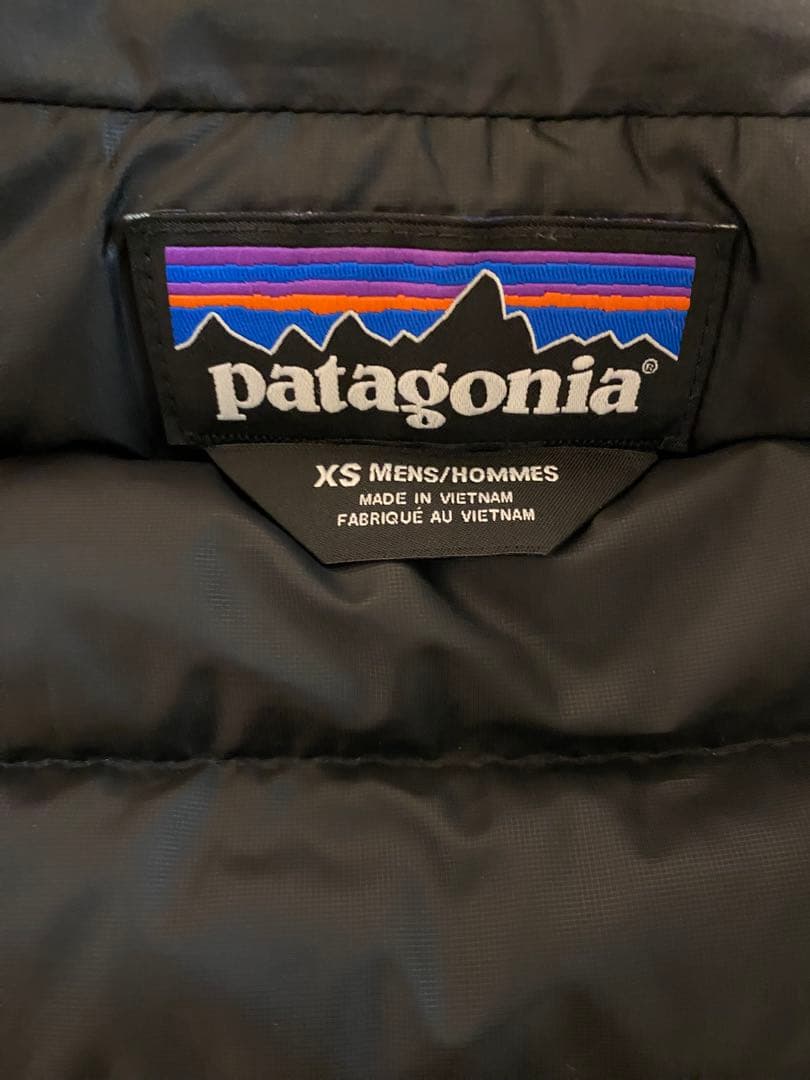 patagonia®
XS MENS/HOMMES
MADE IN VIETNAM
FABRIQUÉ AU VIETNAM